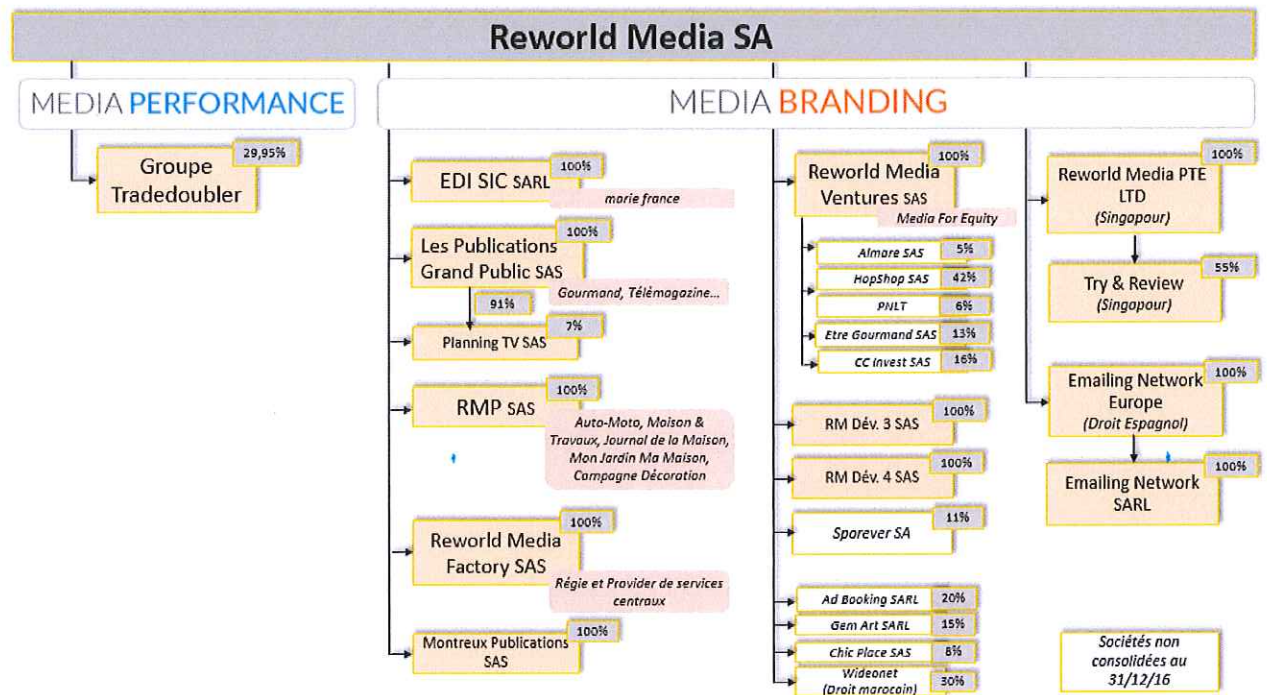 Reworld Media SA
MEDIA PERFORMANCE
MEDIA BRANDING
29,95%
Groupe
Tradedoubler
100%
EDI SIC SARL
marie france
100%
Les Publications
Grand Public SAS
Gourmand, Télémagazine...
91%
7%
Planning TV SAS
100%
RMP SAS
Auto-Moto, Maison &
Travaux, Journal de la Maison,
Mon Jardin Ma Maison,
Campagne Décoration
100%
Reworld Media
Factory SAS
Régie et Provider de services
centraux
100%
Montreux Publications
SAS
100%
Reworld Media
Ventures SAS
Media For Equity
Almare SAS 5%
HopShop SAS 42%
PNLT 6%
Etre Gourmand SAS 13%
CC Invest SAS 16%
100%
RM Dév. 3 SAS
100%
RM Dév. 4 SAS
11%
Sporever SA
Ad Booking SARL 20%
Gem Art SARL 15%
Chic Place SAS 8%
Wideonet 30%
(Droit marocain)
100%
Reworld Media PTE
LTD
(Singapour)
55%
Try & Review
(Singapour)
100%
Emailing Network
Europe
(Droit Espagnol)
100%
Emailing Network
SARL
Sociétés non
consolidées au
31/12/16